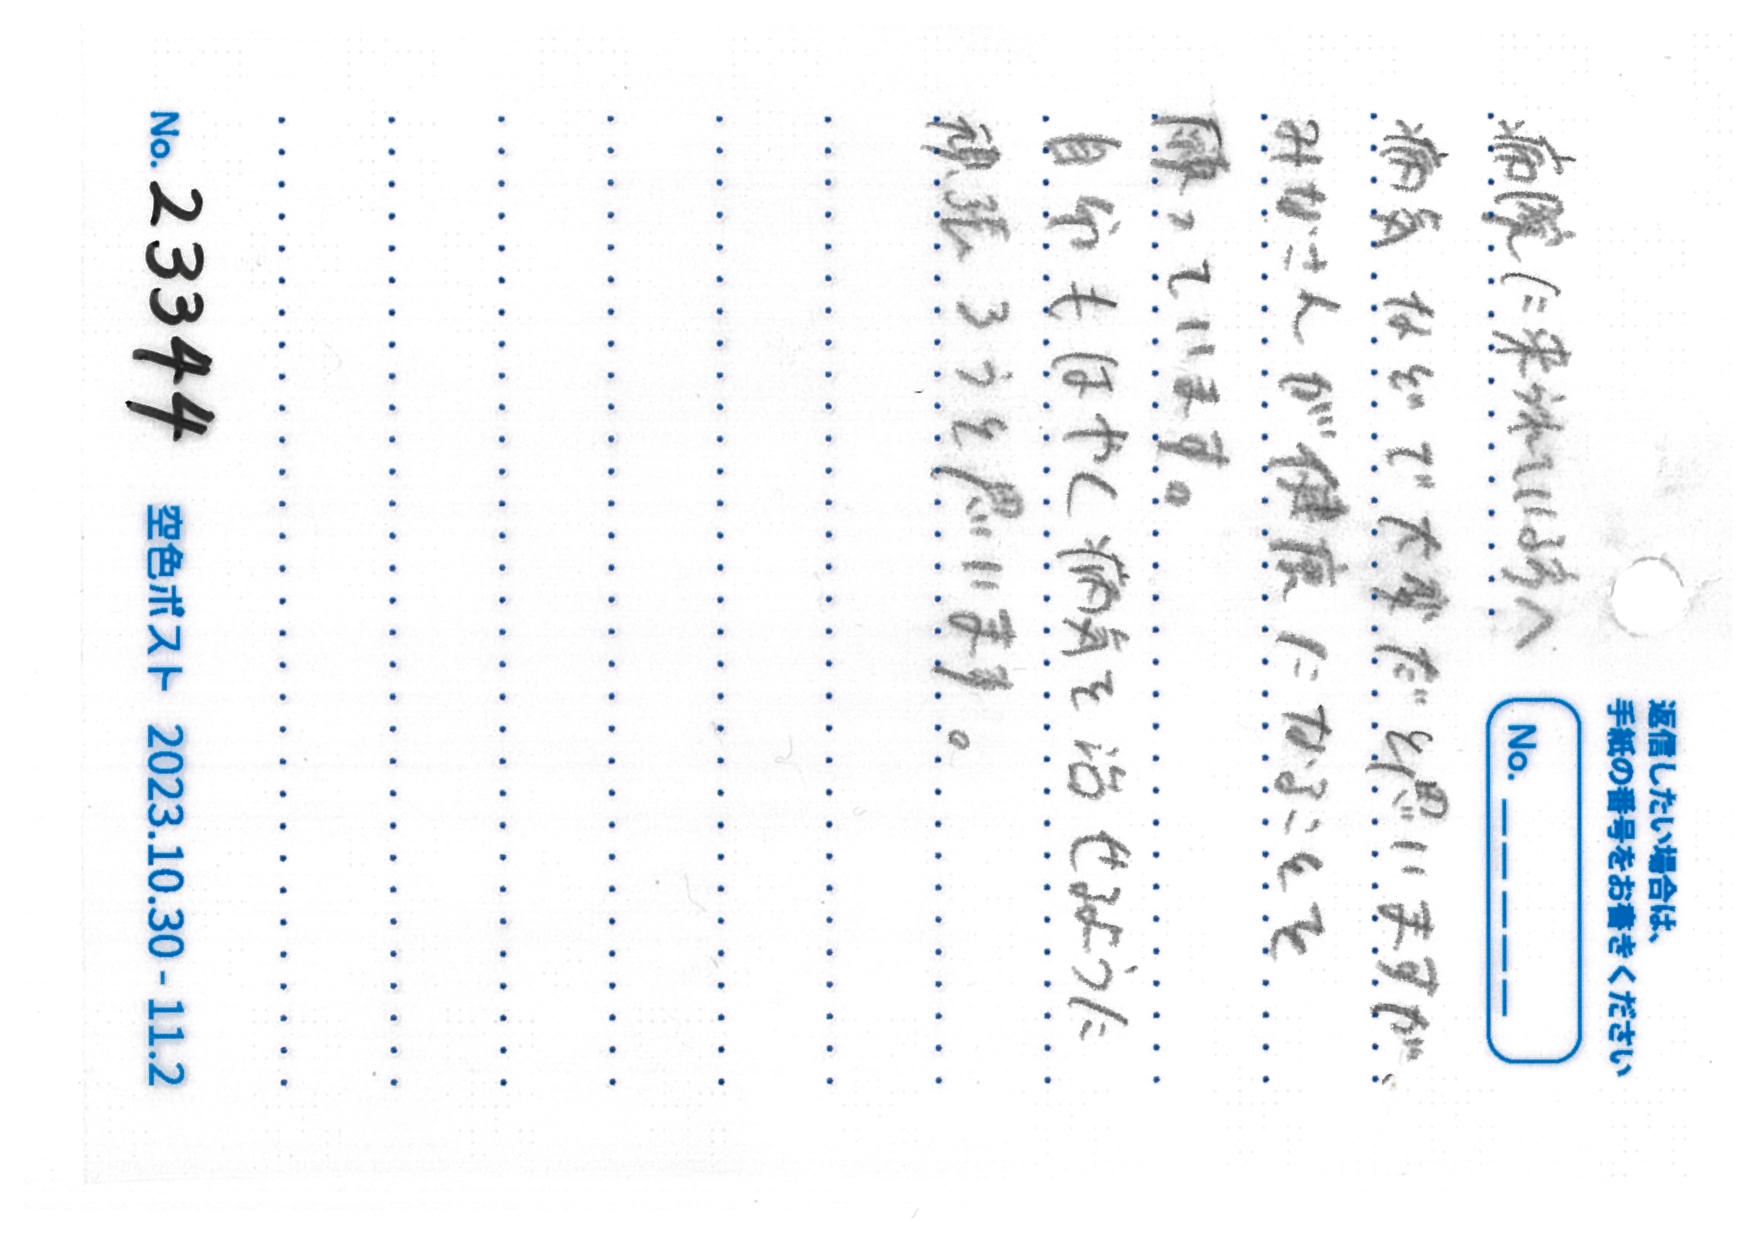 返信したい場合は、
手紙の番号をお書きください
No. _ _ _ _ _
病院に来られている方へ
病気などで大変だと思いますが、
みなさんが健康になることを
願っています。
自分もはやく病気を治せるように
頑張ろうと思います。
No. 23344 空色ポスト 2023.10.30 - 11.2